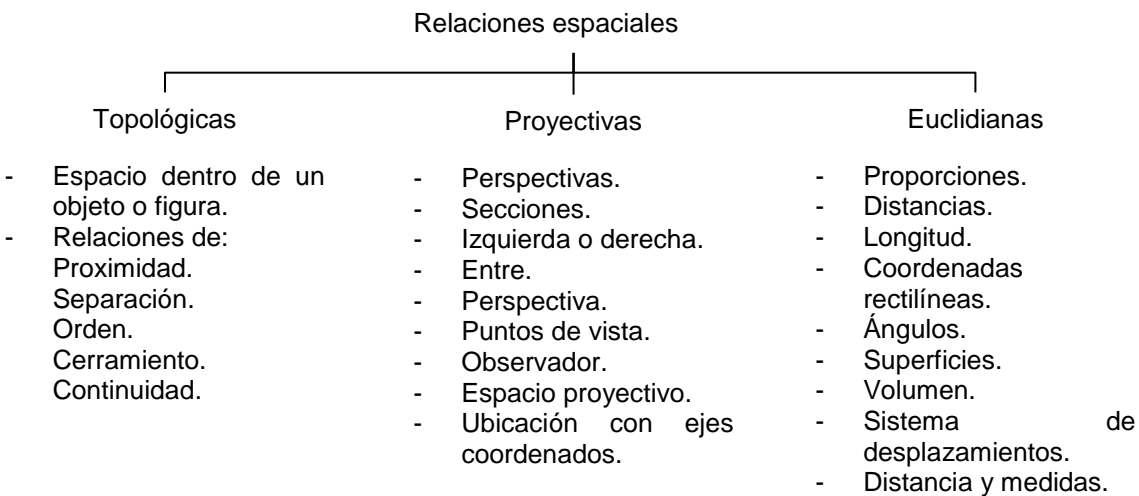 Relaciones espaciales
Topológicas
- Espacio dentro de un
objeto o figura.
- Relaciones de:
Proximidad.
Separación.
Orden.
Cerramiento.
Continuidad.
Proyectivas
- Perspectivas.
- Secciones.
- Izquierda o derecha.
- Entre.
- Perspectiva.
- Puntos de vista.
- Observador.
- Espacio proyectivo.
- Ubicación con ejes
coordenados.
Euclidianas
- Proporciones.
- Distancias.
- Longitud.
- Coordenadas
rectilíneas.
- Ángulos.
- Superficies.
- Volumen.
- Sistema de
desplazamientos.
- Distancia y medidas.